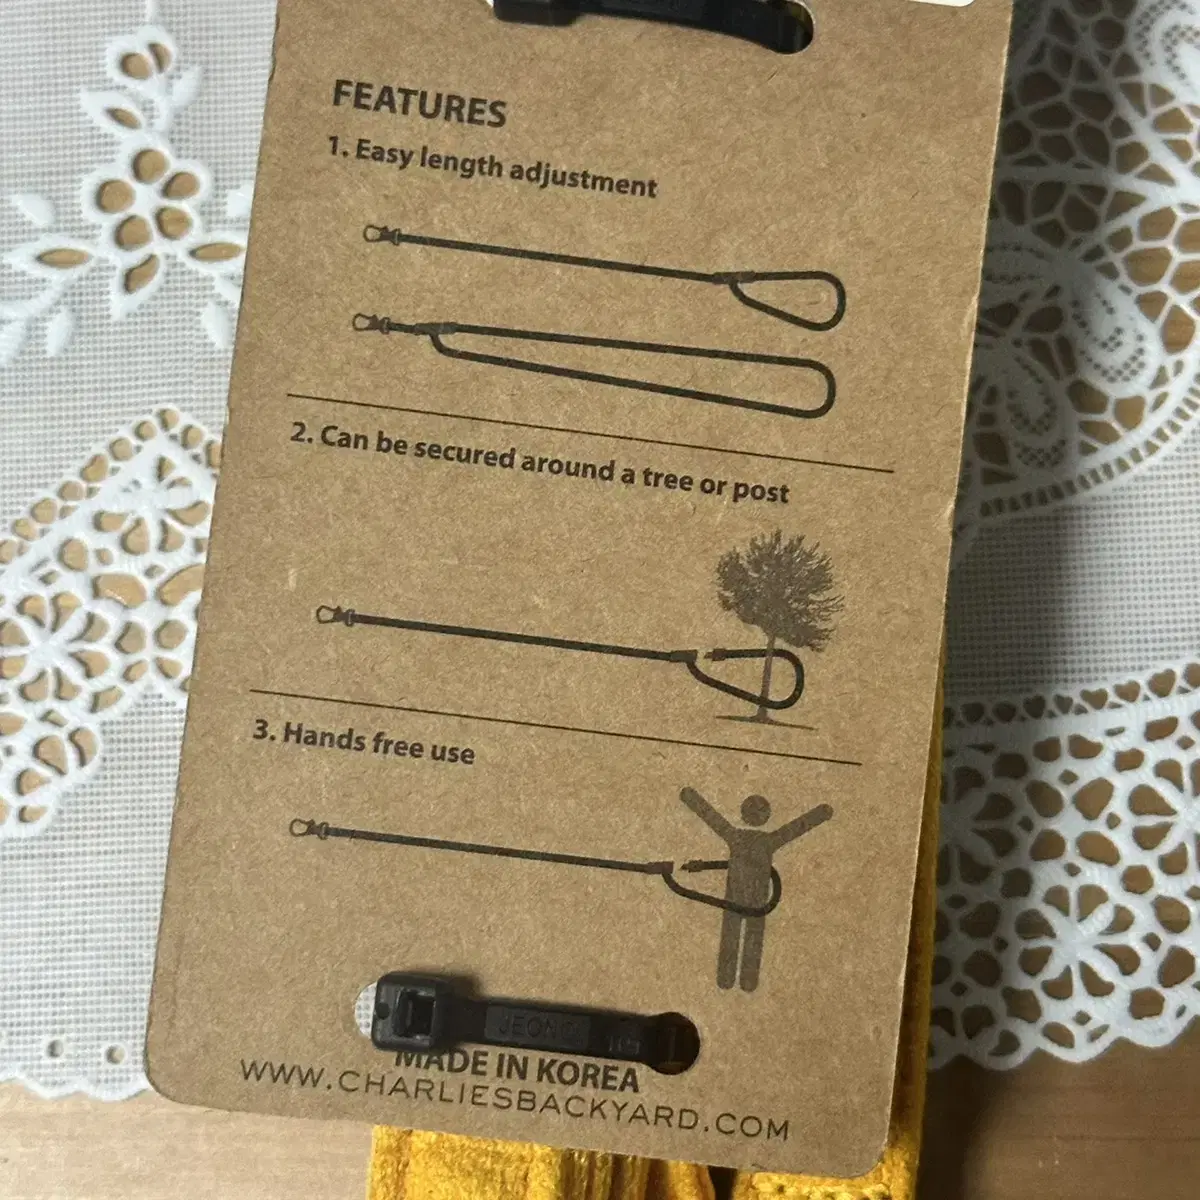 FEATURES
1. Easy length adjustment
2. Can be secured around a tree or post
3. Hands free use
MADE IN KOREA
WWW.CHARLIESBACKYARD.COM